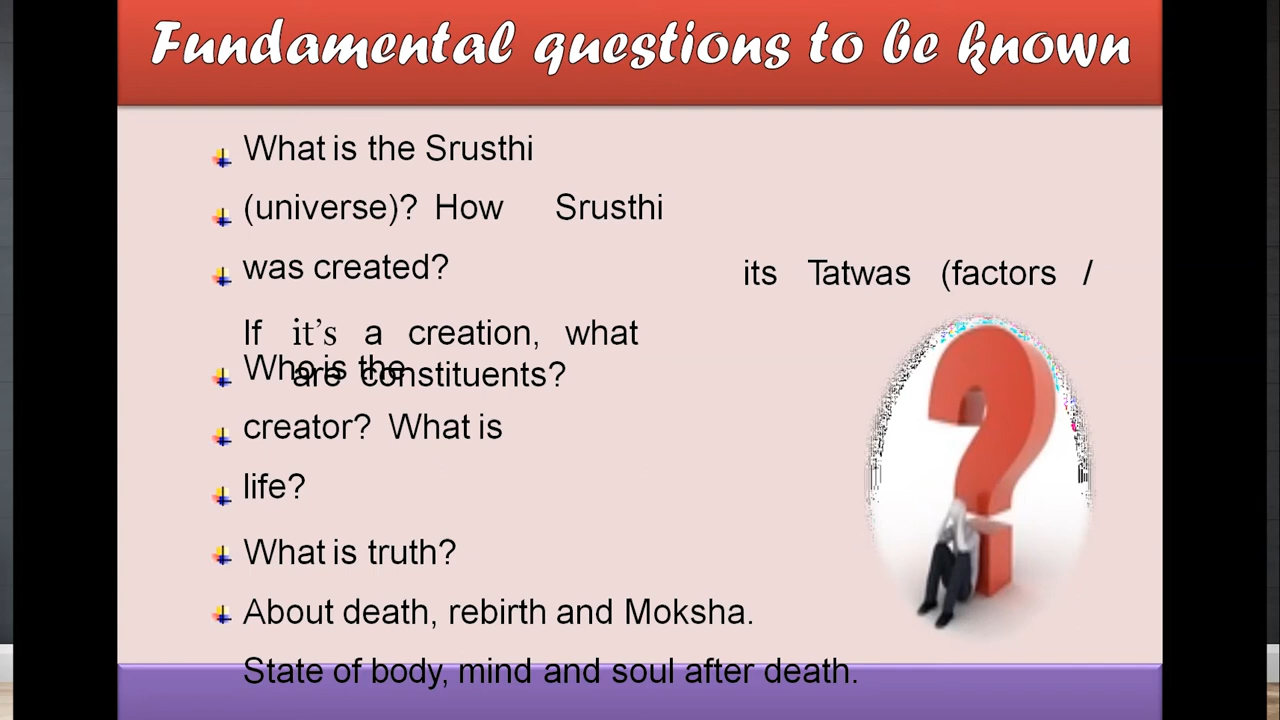 Fundamental questions to be known
What is the Srusthi
(universe)? How Srusthi
was created?
its Tatwas (factors /
If it’s a creation, what
Who is the
are constituents?
creator? What is
life?
What is truth?
About death, rebirth and Moksha.
State of body, mind and soul after death.